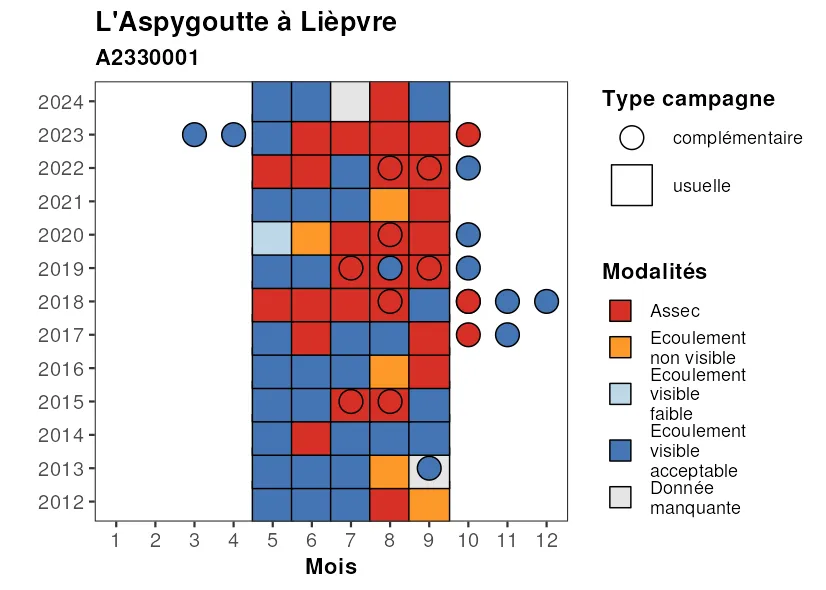 L'Aspygoutte à Lièpvre
A2330001
2024
2023
2022
2021
2020
2019
2018
2017
2016
2015
2014
2013
2012
1 2 3 4 5 6 7 8 9 10 11 12
Mois
Type campagne
complémentaire
usuelle
Modalités
Assec
Ecoulement
non visible
Ecoulement
visible
faible
Ecoulement
visible
acceptable
Donnée
manquante